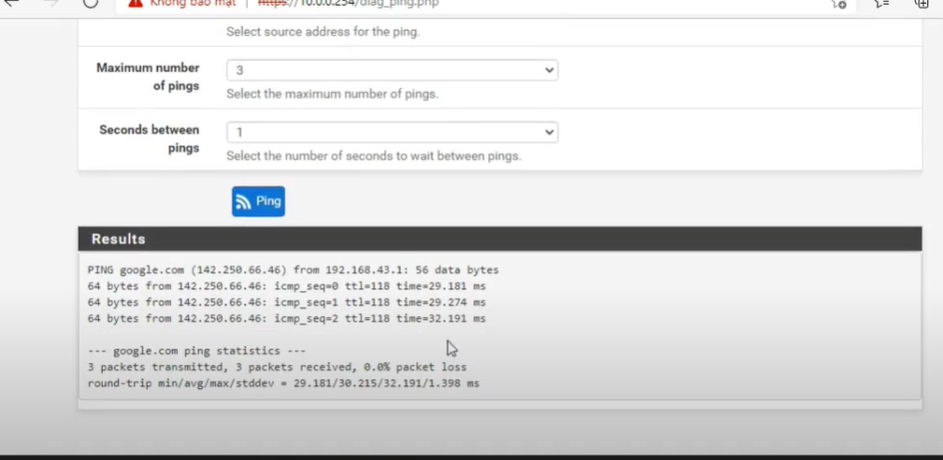 Không bảo mật | https://10.0.0.254/diag_ping.php
Select source address for the ping.
Maximum number
of pings
3
Select the maximum number of pings.
Seconds between
pings
1
Select the number of seconds to wait between pings.
Ping
Results
PING google.com (142.250.66.46) from 192.168.43.1: 56 data bytes
64 bytes from 142.250.66.46: icmp_seq=0 ttl=118 time=29.181 ms
64 bytes from 142.250.66.46: icmp_seq=1 ttl=118 time=29.274 ms
64 bytes from 142.250.66.46: icmp_seq=2 ttl=118 time=32.191 ms
--- google.com ping statistics ---
3 packets transmitted, 3 packets received, 0.0% packet loss
round-trip min/avg/max/stddev = 29.181/30.215/32.191/1.398 ms